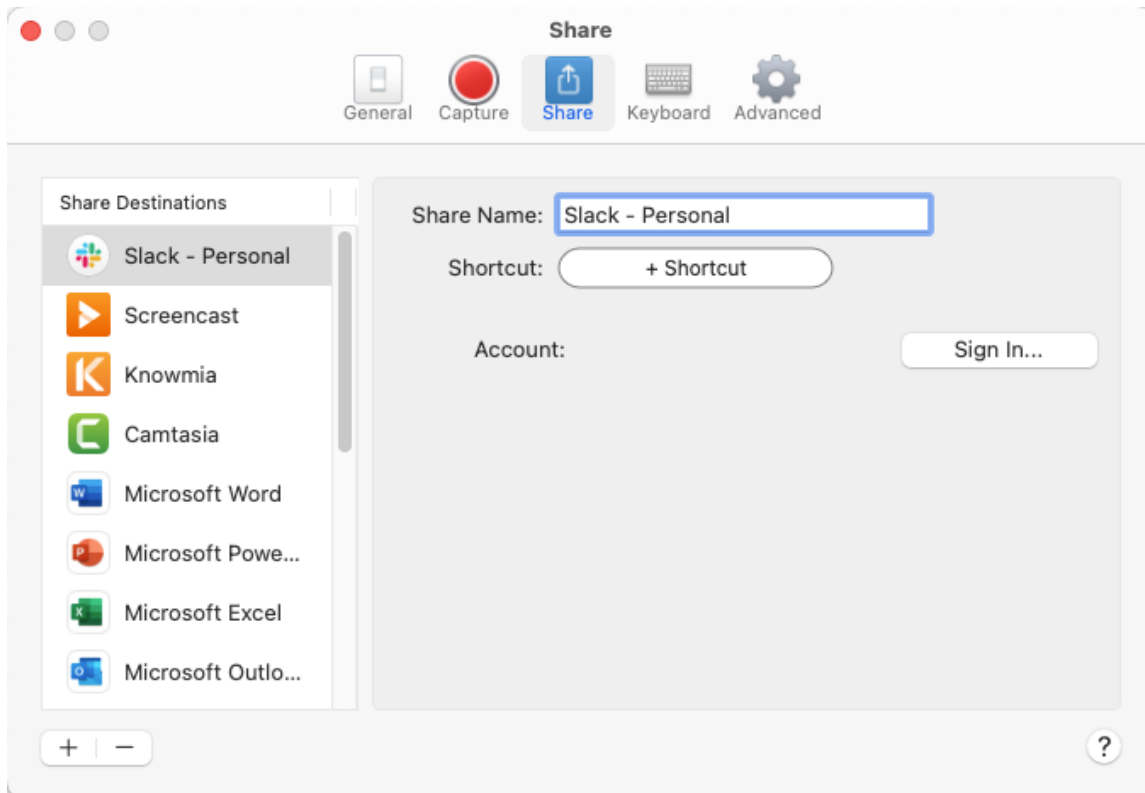 Share
General Capture Share Keyboard Advanced
Share Destinations
Slack - Personal
Screencast
Knowmia
Camtasia
Microsoft Word
Microsoft Powe...
Microsoft Excel
Microsoft Outlo...
+ −
Share Name: Slack - Personal
Shortcut: + Shortcut
Account: Sign In...
?